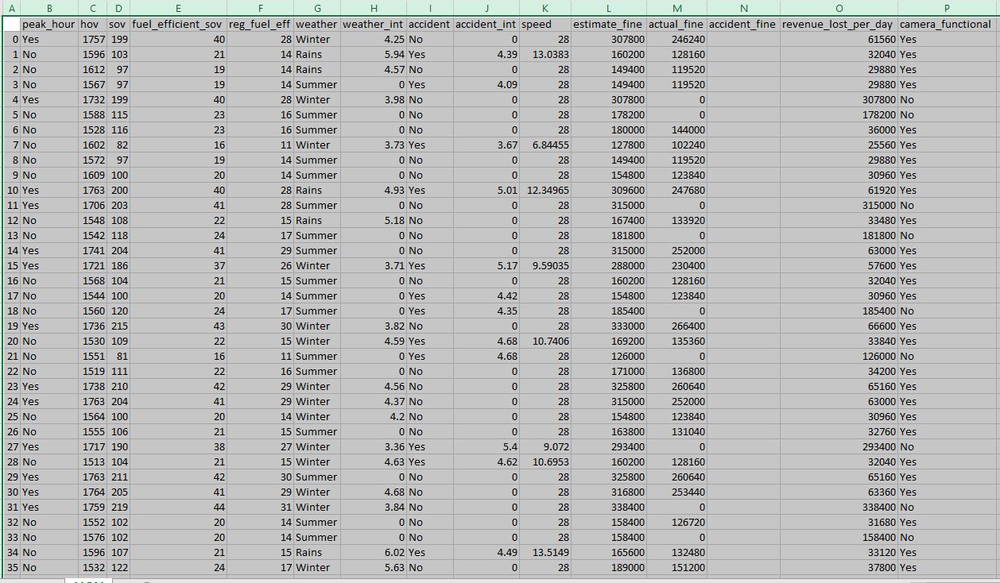 A B C D E F G H I J K L M N O P
peak_hour hov sov fuel_efficient_sov reg_fuel_eff weather weather_int accident accident_int speed estimate_fine actual_fine accident_fine revenue_lost_per_day camera_functional
0 Yes 1757 199 40 28 Winter 4.25 No 0 28 307800 246240 61560 Yes
1 No 1596 103 21 14 Rains 5.94 Yes 4.39 13.0383 160200 128160 32040 Yes
2 No 1612 97 19 14 Rains 4.57 No 0 28 149400 119520 29880 Yes
3 No 1567 97 19 14 Summer 0 Yes 4.09 28 149400 119520 29880 Yes
4 Yes 1732 199 40 28 Winter 3.98 No 0 28 307800 0 307800 No
5 No 1588 115 23 16 Summer 0 No 0 28 178200 0 178200 No
6 No 1528 116 23 16 Summer 0 No 0 28 180000 144000 36000 Yes
7 No 1602 82 16 11 Winter 3.73 Yes 3.67 6.84455 127800 102240 25560 Yes
8 No 1572 97 19 14 Summer 0 No 0 28 149400 119520 29880 Yes
9 No 1609 100 20 14 Summer 0 No 0 28 154800 123840 30960 Yes
10 Yes 1763 200 40 28 Rains 4.93 Yes 5.01 12.34965 309600 247680 61920 Yes
11 Yes 1706 203 41 28 Summer 0 No 0 28 315000 0 315000 No
12 No 1548 108 22 15 Rains 5.18 No 0 28 167400 133920 33480 Yes
13 No 1542 118 24 17 Summer 0 No 0 28 181800 0 181800 No
14 Yes 1741 204 41 29 Summer 0 No 0 28 315000 252000 63000 Yes
15 Yes 1721 186 37 26 Winter 3.71 Yes 5.17 9.59035 288000 230400 57600 Yes
16 No 1568 104 21 15 Summer 0 No 0 28 160200 128160 32040 Yes
17 No 1544 100 20 14 Summer 0 Yes 4.42 28 154800 123840 30960 Yes
18 No 1560 120 24 17 Summer 0 Yes 4.35 28 185400 0 185400 No
19 Yes 1736 215 43 30 Winter 3.82 No 0 28 333000 266400 66600 Yes
20 No 1530 109 22 15 Winter 4.59 Yes 4.68 10.7406 169200 135360 33840 Yes
21 No 1551 81 16 11 Summer 0 Yes 4.68 28 126000 0 126000 No
22 No 1519 111 22 16 Summer 0 No 0 28 171000 136800 34200 Yes
23 Yes 1738 210 42 29 Winter 4.56 No 0 28 325800 260640 65160 Yes
24 Yes 1763 204 41 29 Winter 4.37 No 0 28 315000 252000 63000 Yes
25 No 1564 100 20 14 Winter 4.2 No 0 28 154800 123840 30960 Yes
26 No 1555 106 21 15 Summer 0 No 0 28 163800 131040 32760 Yes
27 Yes 1717 190 38 27 Winter 3.36 Yes 5.4 9.072 293400 0 293400 No
28 No 1513 104 21 15 Winter 4.63 Yes 4.62 10.6953 160200 128160 32040 Yes
29 Yes 1763 211 42 30 Summer 0 No 0 28 325800 260640 65160 Yes
30 Yes 1764 205 41 29 Winter 4.68 No 0 28 316800 253440 63360 Yes
31 Yes 1759 219 44 31 Winter 3.84 No 0 28 338400 0 338400 No
32 No 1552 102 20 14 Summer 0 No 0 28 158400 126720 31680 Yes
33 No 1576 102 20 14 Summer 0 No 0 28 158400 0 158400 No
34 No 1596 107 21 15 Rains 6.02 Yes 4.49 13.5149 165600 132480 33120 Yes
35 No 1532 122 24 17 Winter 5.63 No 0 28 189000 151200 37800 Yes